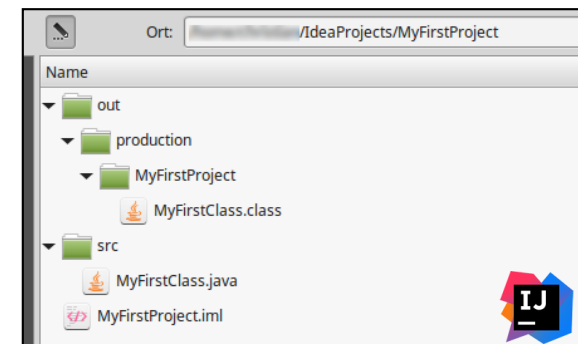 Ort: /IdeaProjects/MyFirstProject
Name
out
production
MyFirstProject
MyFirstClass.class
src
MyFirstClass.java
MyFirstProject.iml
IJ